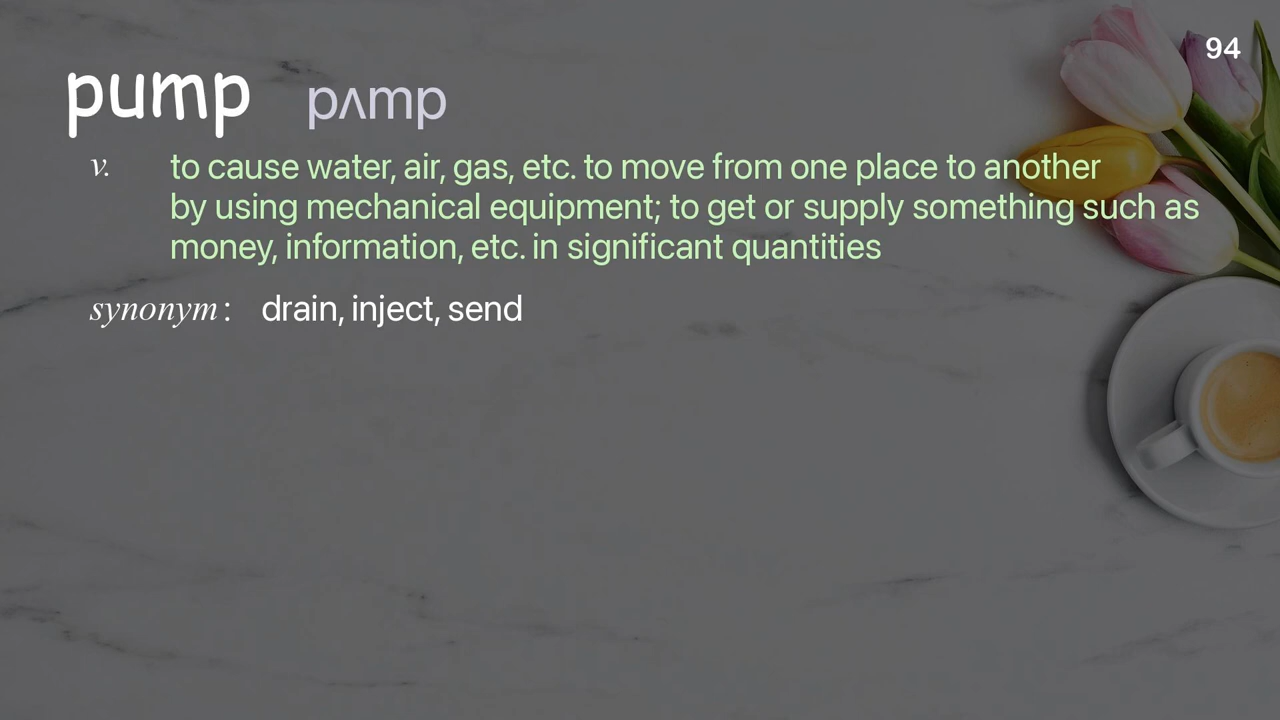 94
pump pʌmp
v. to cause water, air, gas, etc. to move from one place to another
by using mechanical equipment; to get or supply something such as
money, information, etc. in significant quantities
synonym: drain, inject, send